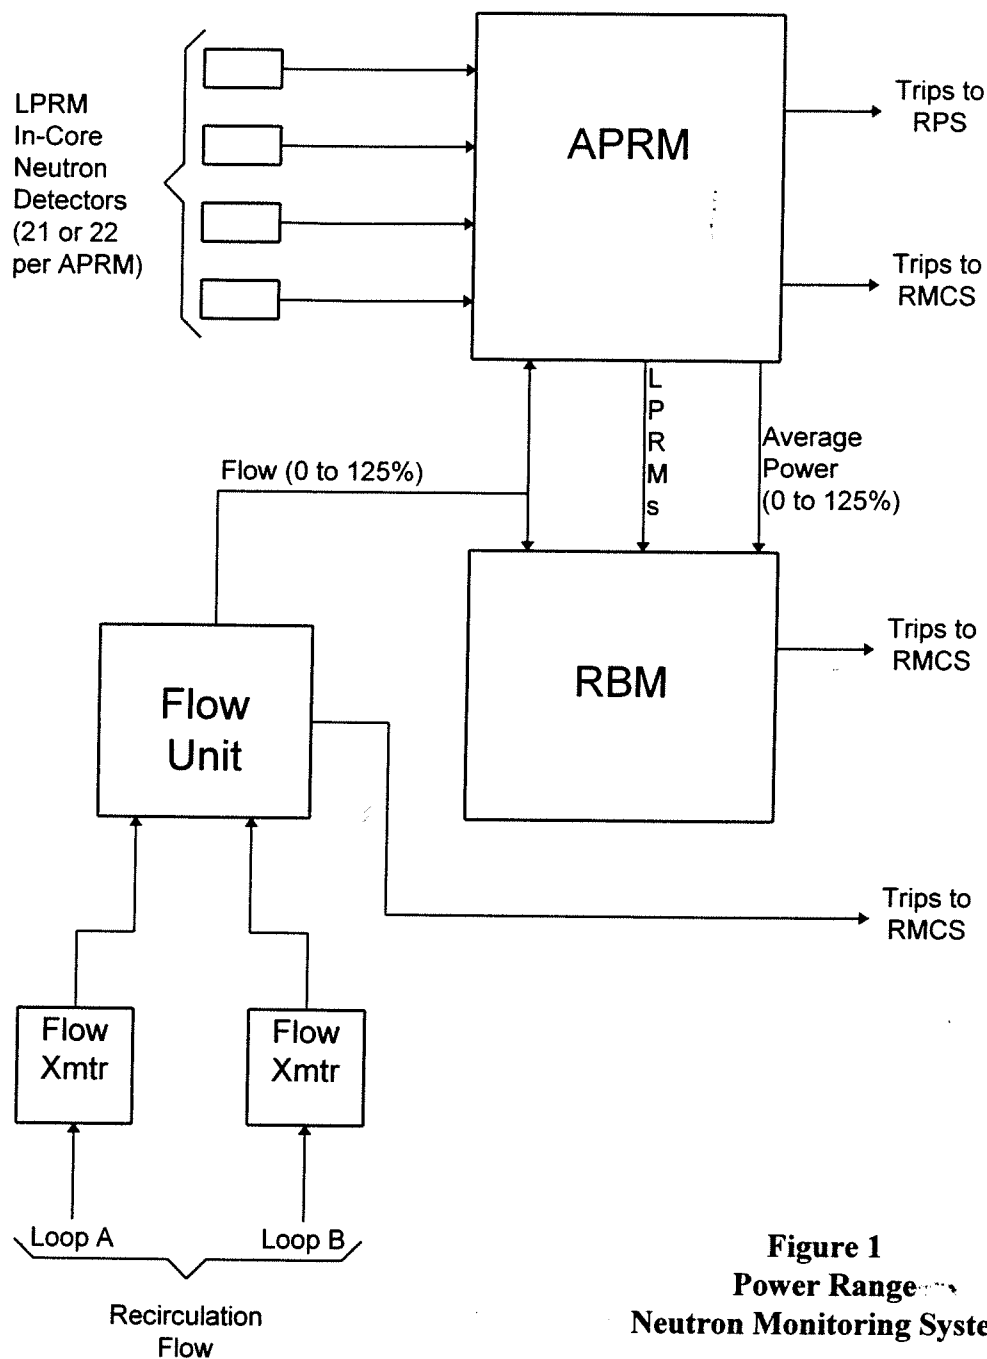 LPRM
In-Core
Neutron
Detectors
(21 or 22
per APRM)
APRM
Trips to
RPS
Trips to
RMCS
L
P
R
M
s
Average
Power
(0 to 125%)
Flow (0 to 125%)
RBM
Trips to
RMCS
Flow
Unit
Trips to
RMCS
Flow
Xmtr
Flow
Xmtr
Loop A
Loop B
Recirculation
Flow
Figure 1
Power Range
Neutron Monitoring Syste